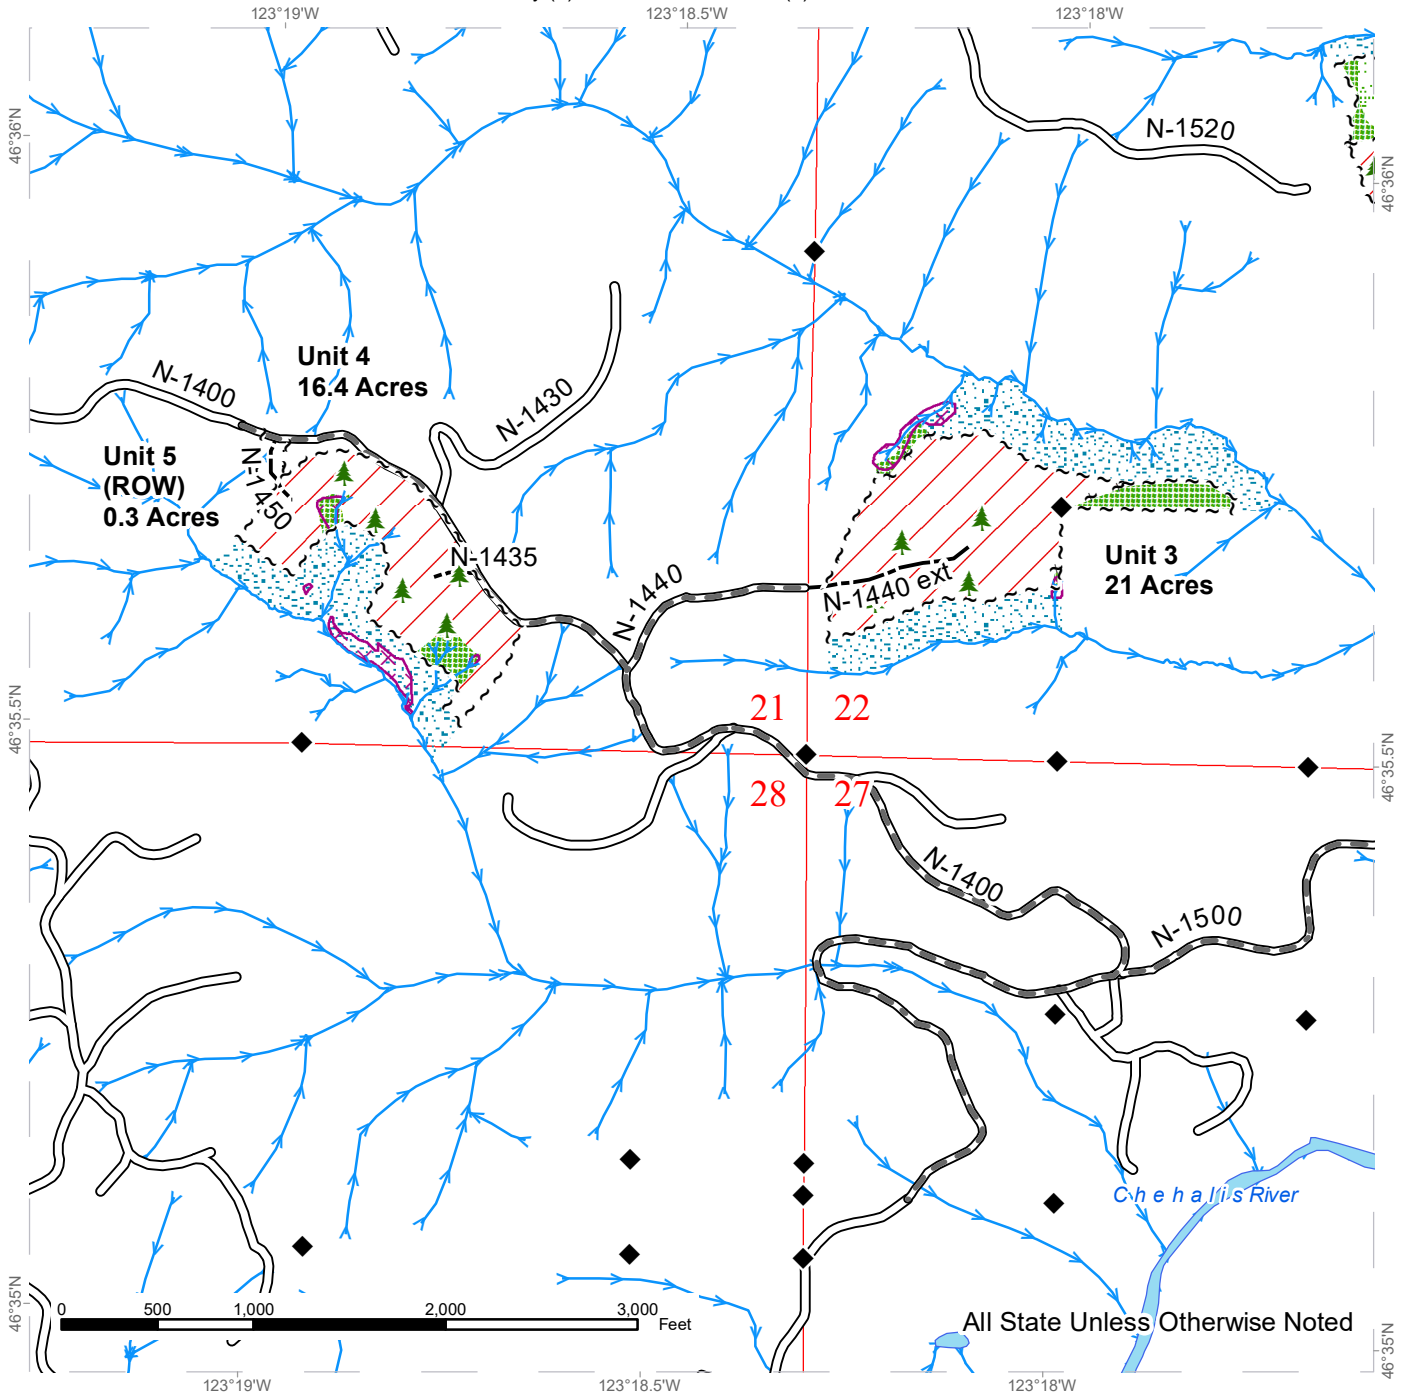 123°19'W
123°18.5'W
123°18'W
46°36'N
46°36'N
N-1520
Unit 4
16.4 Acres
N-1400
N-1430
Unit 5
(ROW)
0.3 Acres
N-1450
N-1435
Unit 3
21 Acres
N-1440
N-1440 ext
21
22
46°35.5'N
46°35.5'N
28
27
N-1400
N-1500
Chehalis River
46°35'N
46°35'N
0
500
1,000
2,000
3,000
Feet
All State Unless Otherwise Noted
123°19'W
123°18.5'W
123°18'W